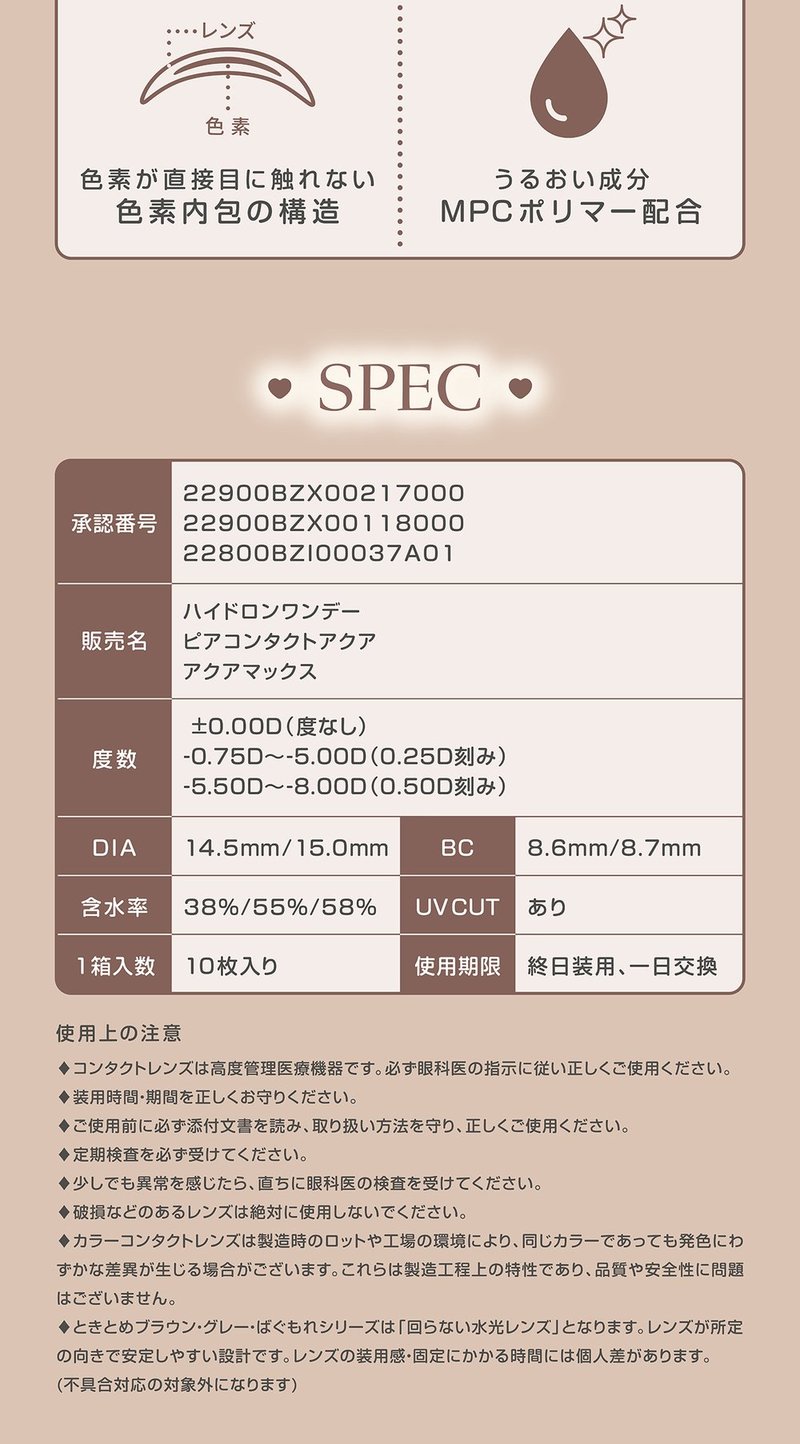 レンズ
色素
色素が直接目に触れない
色素内包の構造
うるおい成分
MPCポリマー配合
SPEC
承認番号
22900BZX00217000
22900BZX00118000
22800BZI00037A01
販売名
ハイドロンワンデー
ピアコンタクトアクア
アクアマックス
度数
±0.00D(度なし)
-0.75D～-5.00D(0.25D刻み)
-5.50D～-8.00D(0.50D刻み)
DIA 14.5mm/15.0mm BC 8.6mm/8.7mm
含水率 38%/55%/58% UVCUT あり
1箱入数 10枚入り 使用期限 終日装用、一日交換
使用上の注意
♦コンタクトレンズは高度管理医療機器です。必ず眼科医の指示に従い正しくご使用ください。
♦装用時間・期間を正しくお守りください。
♦ご使用前に必ず添付文書を読み、取り扱い方法を守り、正しくご使用ください。
♦定期検査を必ず受けてください。
♦少しでも異常を感じたら、直ちに眼科医の検査を受けてください。
♦破損などのあるレンズは絶対に使用しないでください。
♦カラーコンタクトレンズは製造時のロットや工場の環境により、同じカラーであっても発色にわ
ずかな差異が生じる場合がございます。これらは製造工程上の特性であり、品質や安全性に問題
はございません。
♦ときとめブラウン・グレー・ばぐもれシリーズは「回らない水光レンズ」となります。レンズが所定
の向きで安定しやすい設計です。レンズの装用感・固定にかかる時間には個人差があります。
(不具合対応の対象外になります)